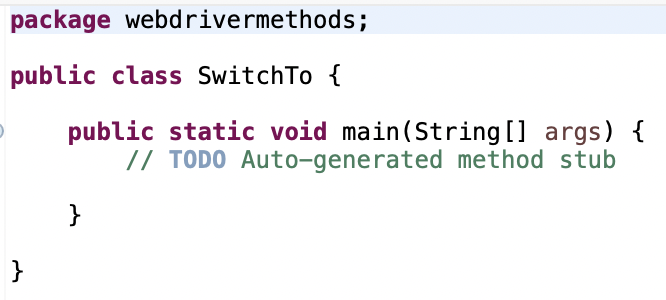 package webdrivermethods;
public class SwitchTo {
public static void main(String[] args) {
// TODO Auto-generated method stub
}
}